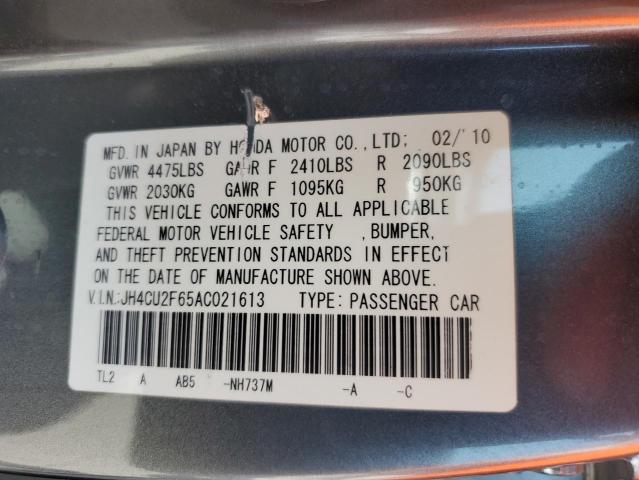 MFD. IN JAPAN BY HONDA MOTOR CO.,LTD; 02/'10
GVWR 4475LBS GAWR F 2410LBS R 2090LBS
GVWR 2030KG GAWR F 1095KG R 950KG
THIS VEHICLE CONFORMS TO ALL APPLICABLE
FEDERAL MOTOR VEHICLE SAFETY ,BUMPER,
AND THEFT PREVENTION STANDARDS IN EFFECT
ON THE DATE OF MANUFACTURE SHOWN ABOVE.
V.I.N.:JH4CU2F65AC021613 TYPE: PASSENGER CAR
TL2 A AB5 -NH737M -A -C